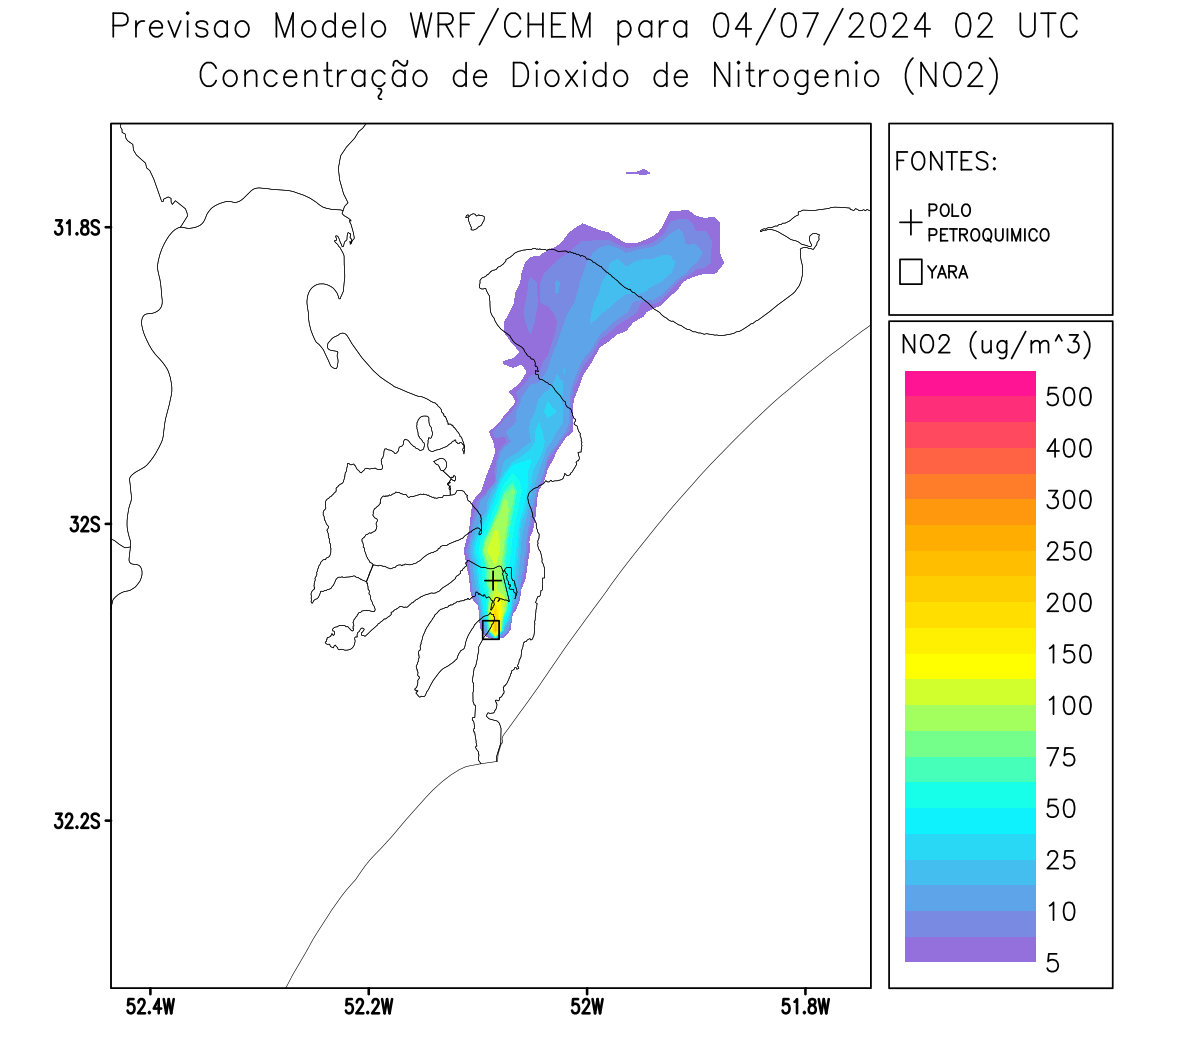 Previsao Modelo WRF/CHEM para 04/07/2024 02 UTC
Concentração de Dioxido de Nitrogenio (NO2)
FONTES:
POLO
PETROQUIMICO
YARA
NO2 (ug/m^3)
500
400
300
250
200
150
100
75
50
25
10
5
31.8S
32S
32.2S
52.4W
52.2W
52W
51.8W